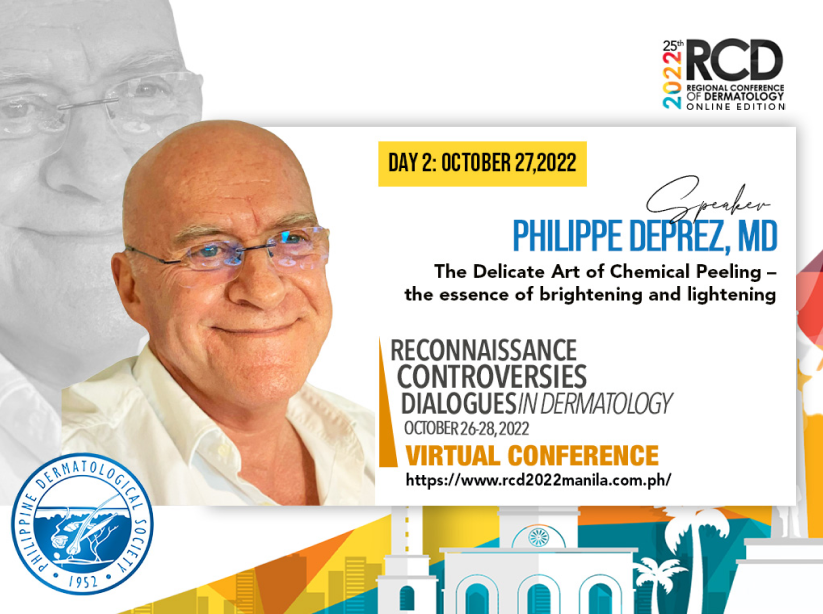 25th
2022
RCD
REGIONAL CONFERENCE
OF DERMATOLOGY
ONLINE EDITION
DAY 2: OCTOBER 27,2022
Speaker
PHILIPPE DEPREZ, MD
The Delicate Art of Chemical Peeling –
the essence of brightening and lightening
RECONNAISSANCE
CONTROVERSIES
DIALOGUES IN DERMATOLOGY
OCTOBER 26-28, 2022
VIRTUAL CONFERENCE
https://www.rcd2022manila.com.ph/
PHILIPPINE DERMATOLOGICAL SOCIETY
• 1952 •